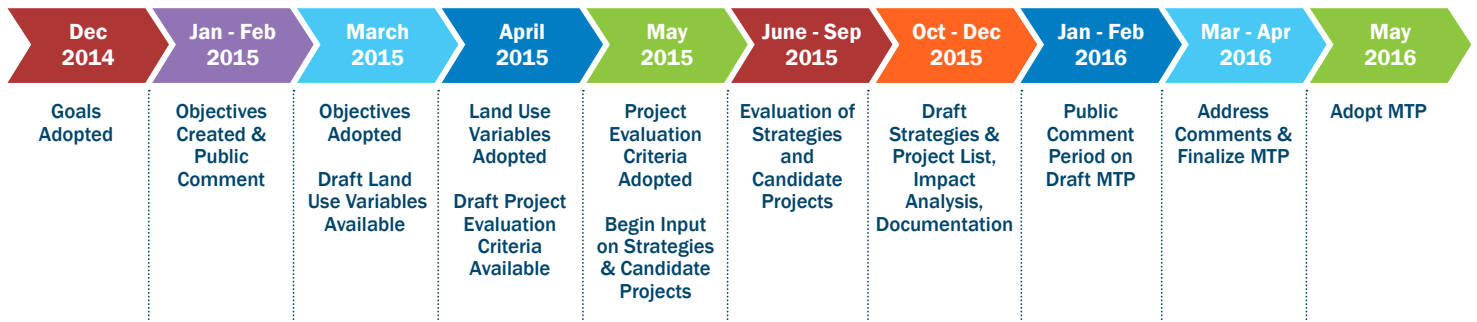 Dec
2014
Jan - Feb
2015
March
2015
April
2015
May
2015
June - Sep
2015
Oct - Dec
2015
Jan - Feb
2016
Mar - Apr
2016
May
2016
Goals
Adopted
Objectives
Created &
Public
Comment
Objectives
Adopted
Draft Land
Use Variables
Available
Land Use
Variables
Adopted
Draft Project
Evaluation
Criteria
Available
Project
Evaluation
Criteria
Adopted
Begin Input
on Strategies
& Candidate
Projects
Evaluation of
Strategies
and
Candidate
Projects
Draft
Strategies &
Project List,
Impact
Analysis,
Documentation
Public
Comment
Period on
Draft MTP
Address
Comments &
Finalize MTP
Adopt MTP